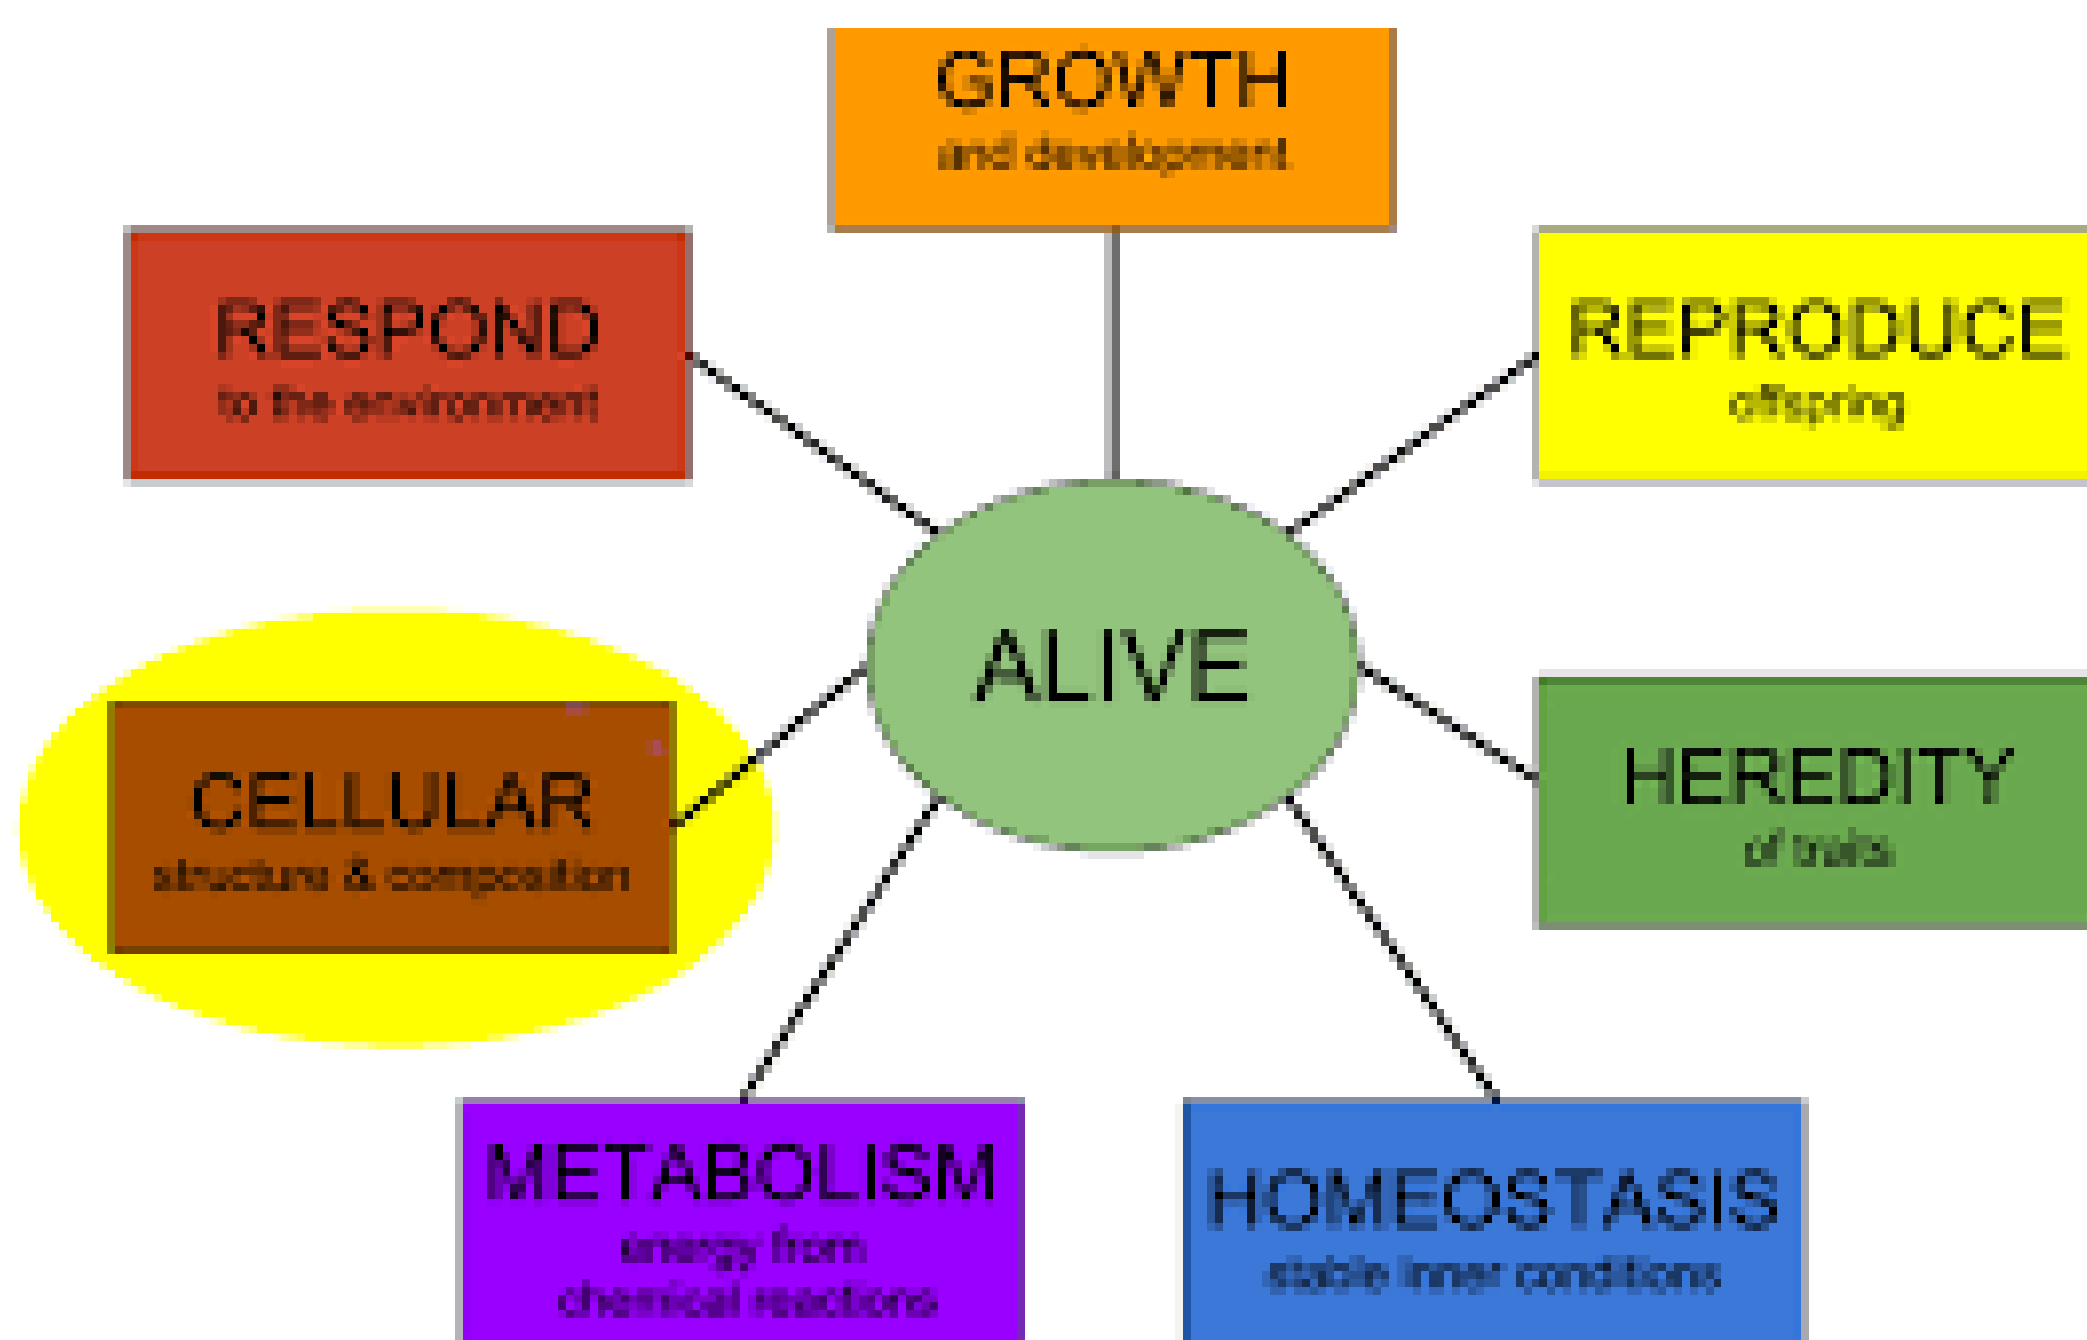 GROWTH
and development
RESPOND
to the environment
REPRODUCE
offspring
ALIVE
CELLULAR
structure & composition
HEREDITY
of traits
METABOLISM
energy from
chemical reactions
HOMEOSTASIS
stable inner conditions